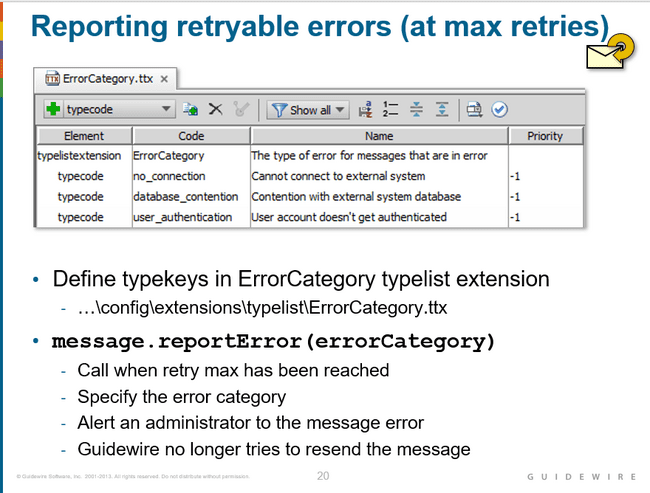 Reporting retryable errors (at max retries)
ErrorCategory.ttx
typecode
Show all
Element Code Name Priority
typelistextension ErrorCategory The type of error for messages that are in error
typecode no_connection Cannot connect to external system -1
typecode database_contention Contention with external system database -1
typecode user_authentication User account doesn't get authenticated -1
• Define typekeys in ErrorCategory typelist extension
- …\config\extensions\typelist\ErrorCategory.ttx
• message.reportError(errorCategory)
- Call when retry max has been reached
- Specify the error category
- Alert an administrator to the message error
- Guidewire no longer tries to resend the message
© Guidewire Software, Inc. 2001-2013. All rights reserved. Do not distribute without permission.
20
GUIDEWIRE